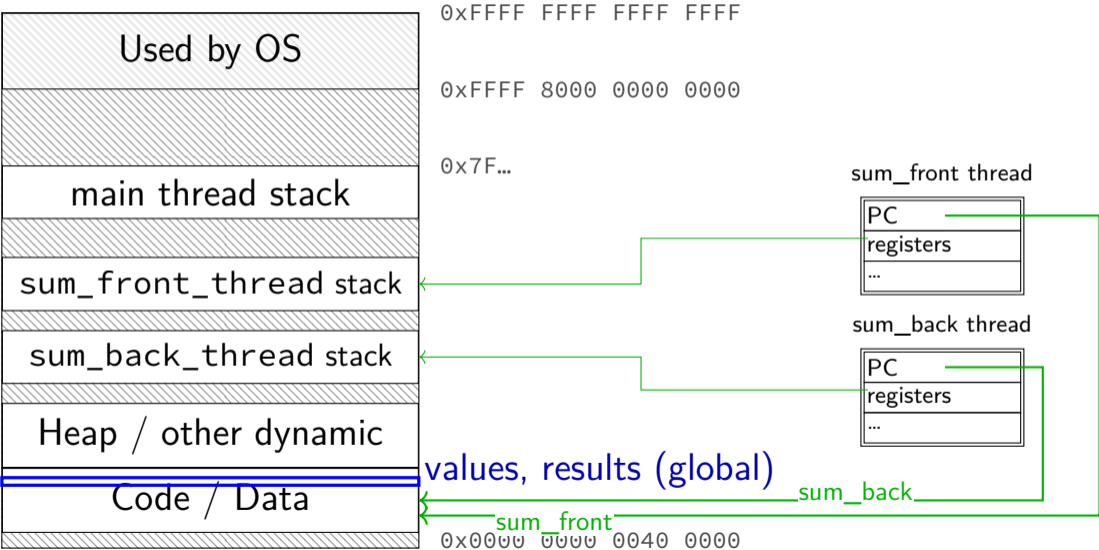 Used by OS
0xFFFF FFFF FFFF FFFF
0xFFFF 8000 0000 0000
0x7F…
main thread stack
sum_front_thread stack
sum_back_thread stack
Heap / other dynamic
values, results (global)
Code / Data
0x0000 0000 0040 0000
sum_front thread
PC
registers
…
sum_back thread
PC
registers
…
sum_back
sum_front